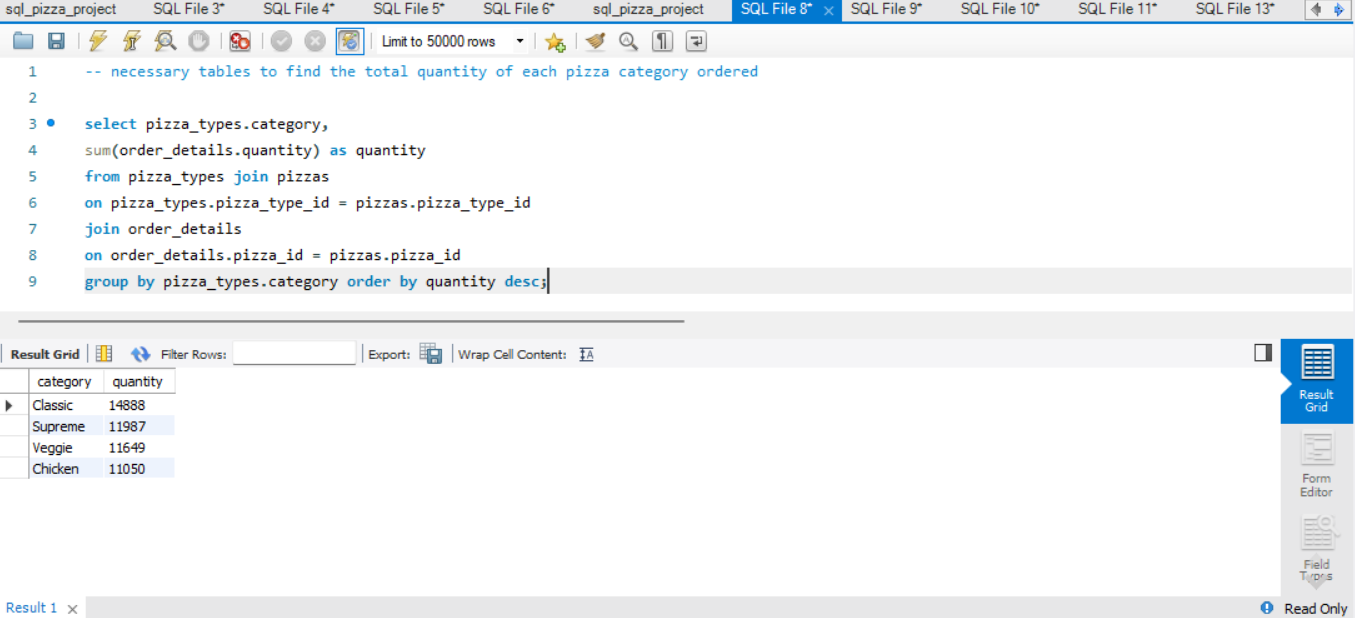 sql_pizza_project SQL File 3* SQL File 4* SQL File 5* SQL File 6* sql_pizza_project SQL File 8* SQL File 9* SQL File 10* SQL File 11* SQL File 13*
Limit to 50000 rows
1 -- necessary tables to find the total quantity of each pizza category ordered
2
3 select pizza_types.category,
4 sum(order_details.quantity) as quantity
5 from pizza_types join pizzas
6 on pizza_types.pizza_type_id = pizzas.pizza_type_id
7 join order_details
8 on order_details.pizza_id = pizzas.pizza_id
9 group by pizza_types.category order by quantity desc;
Result Grid Filter Rows: Export: Wrap Cell Content:
category quantity
Classic 14888
Supreme 11987
Veggie 11649
Chicken 11050
Result
Grid
Form
Editor
Field
Types
Result 1 Read Only